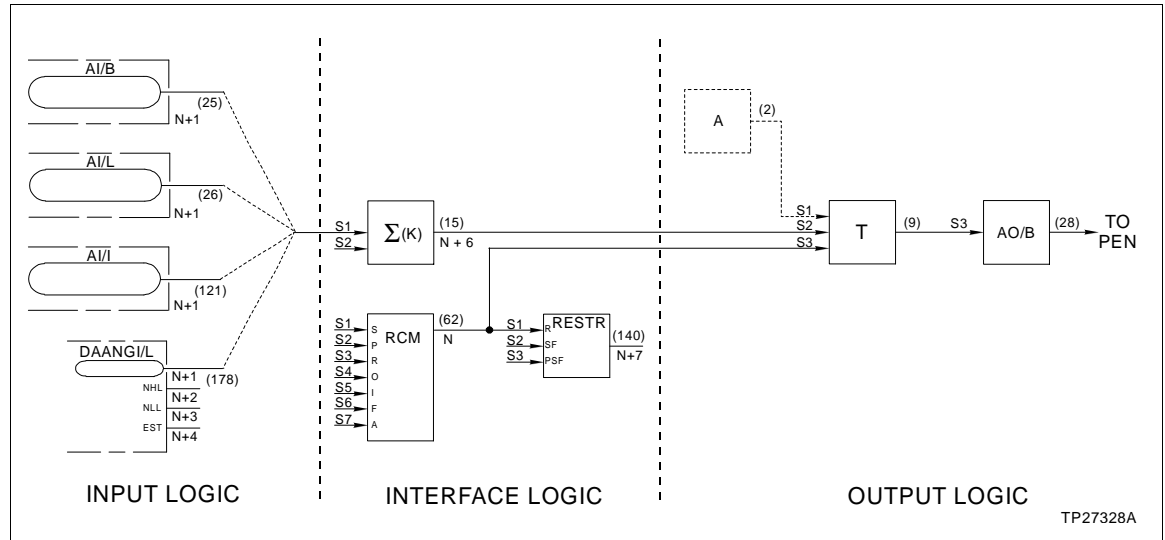 AI/B
(25)
N+1
AI/L
(26)
N+1
AI/I
(121)
N+1
DAANGI/L
N+1
(178)
NHL
N+2
NLL
N+3
EST
N+4
INPUT LOGIC
S1
S2
Σ(K)
(15)
N + 6
S1 S
S2 P
S3 R
S4 O
S5 I
S6 F
S7 A
RCM
(62)
N
RESTR
S1 R
S2 SF
S3 PSF
(140)
N+7
INTERFACE LOGIC
A
(2)
S1
S2
S3
T
(9)
S3
AO/B
(28)
TO
PEN
OUTPUT LOGIC
TP27328A